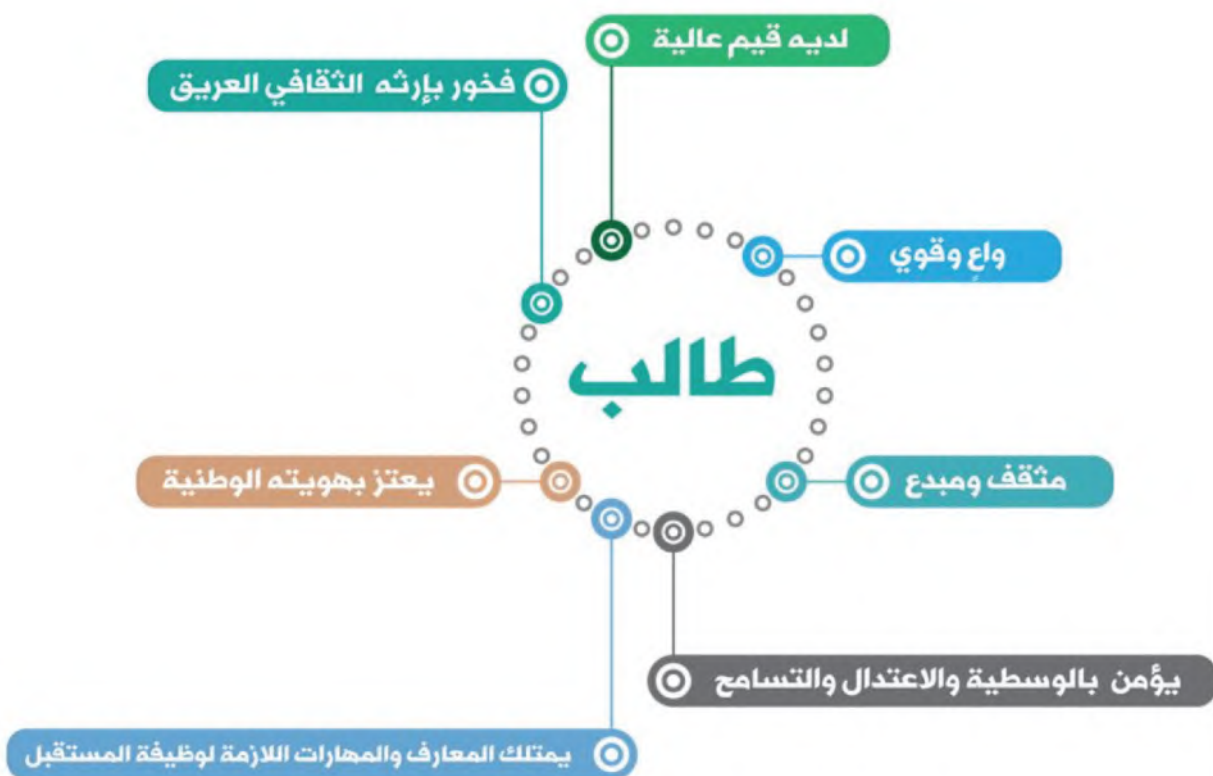 لديه قيم عالية
فخور بإرثه الثقافي العريق
واعٍ وقوي
طالب
مثقف ومبدع
يعتز بهويته الوطنية
يؤمن بالوسطية والاعتدال والتسامح
يمتلك المعارف والمهارات اللازمة لوظيفة المستقبل